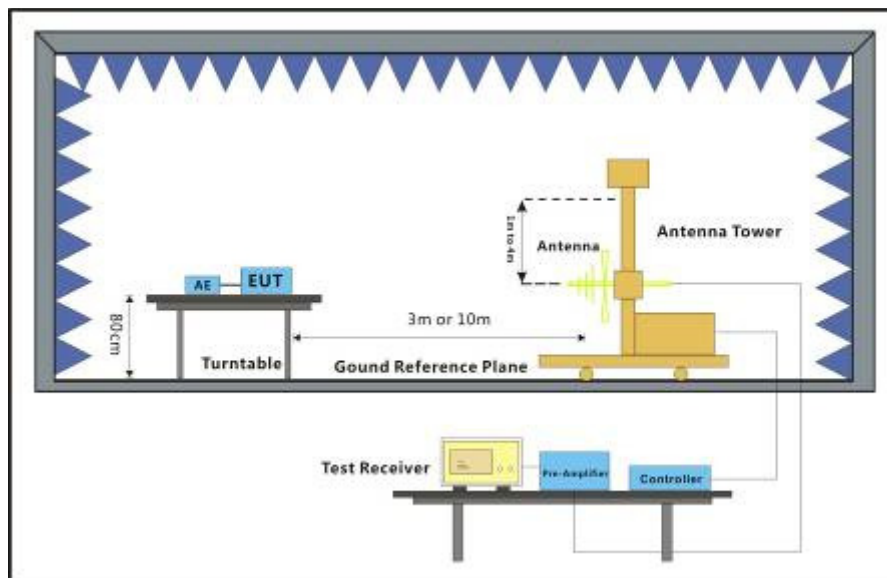 1m to 4m
Antenna
Antenna Tower
AE
EUT
80cm
3m or 10m
Turntable
Gound Reference Plane
Test Receiver
Pre-Amplifier
Controller